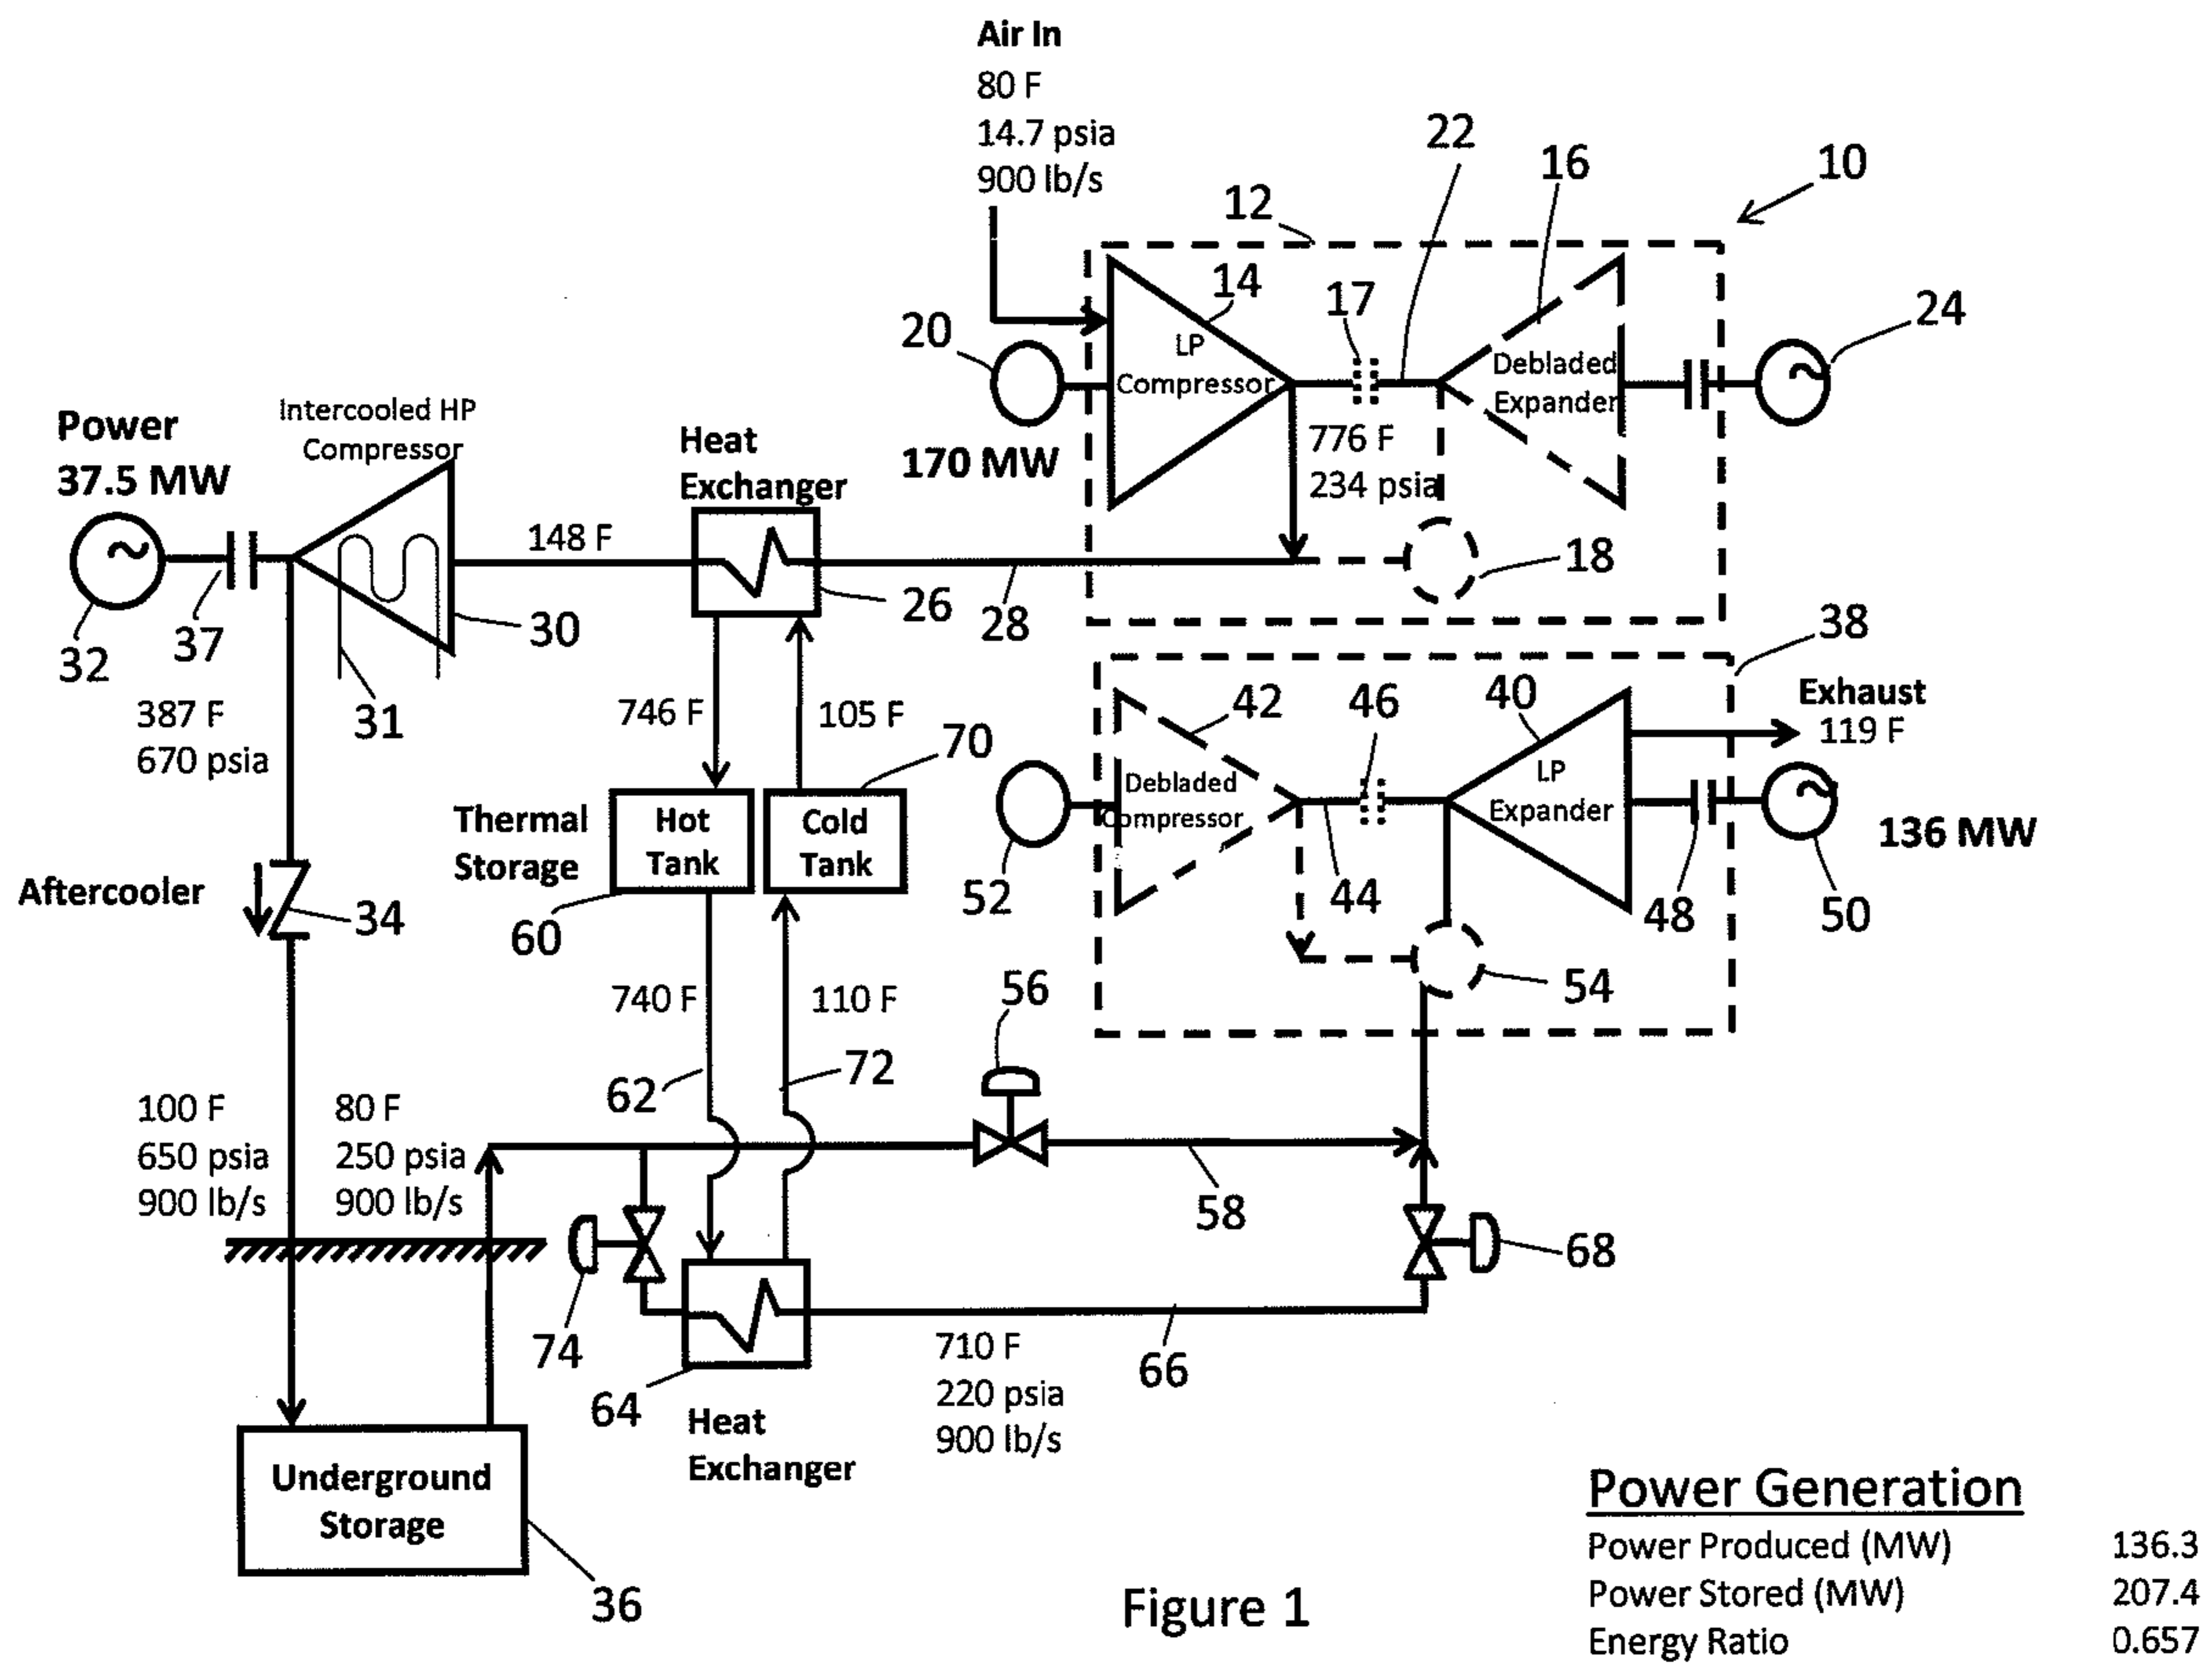 Air In
80 F
14.7 psia
900 lb/s
22
16
10
12
14
17
24
20
LP
Compressor
Debladed
Expander
170 MW
776 F
234 psia
18
Intercooled HP
Compressor
Power
37.5 MW
Heat
Exchanger
148 F
26
28
30
37
32
31
387 F
670 psia
746 F
105 F
70
38
42
46
40
Exhaust
119 F
Debladed
Compressor
LP
Expander
136 MW
52
44
48
50
54
Thermal
Storage
Hot
Tank
Cold
Tank
60
Aftercooler
34
740 F
110 F
56
62
72
100 F
650 psia
900 lb/s
80 F
250 psia
900 lb/s
58
68
74
64
Heat
Exchanger
710 F
220 psia
900 lb/s
66
Underground
Storage
36
Figure 1
Power Generation
Power Produced (MW) 136.3
Power Stored (MW) 207.4
Energy Ratio 0.657